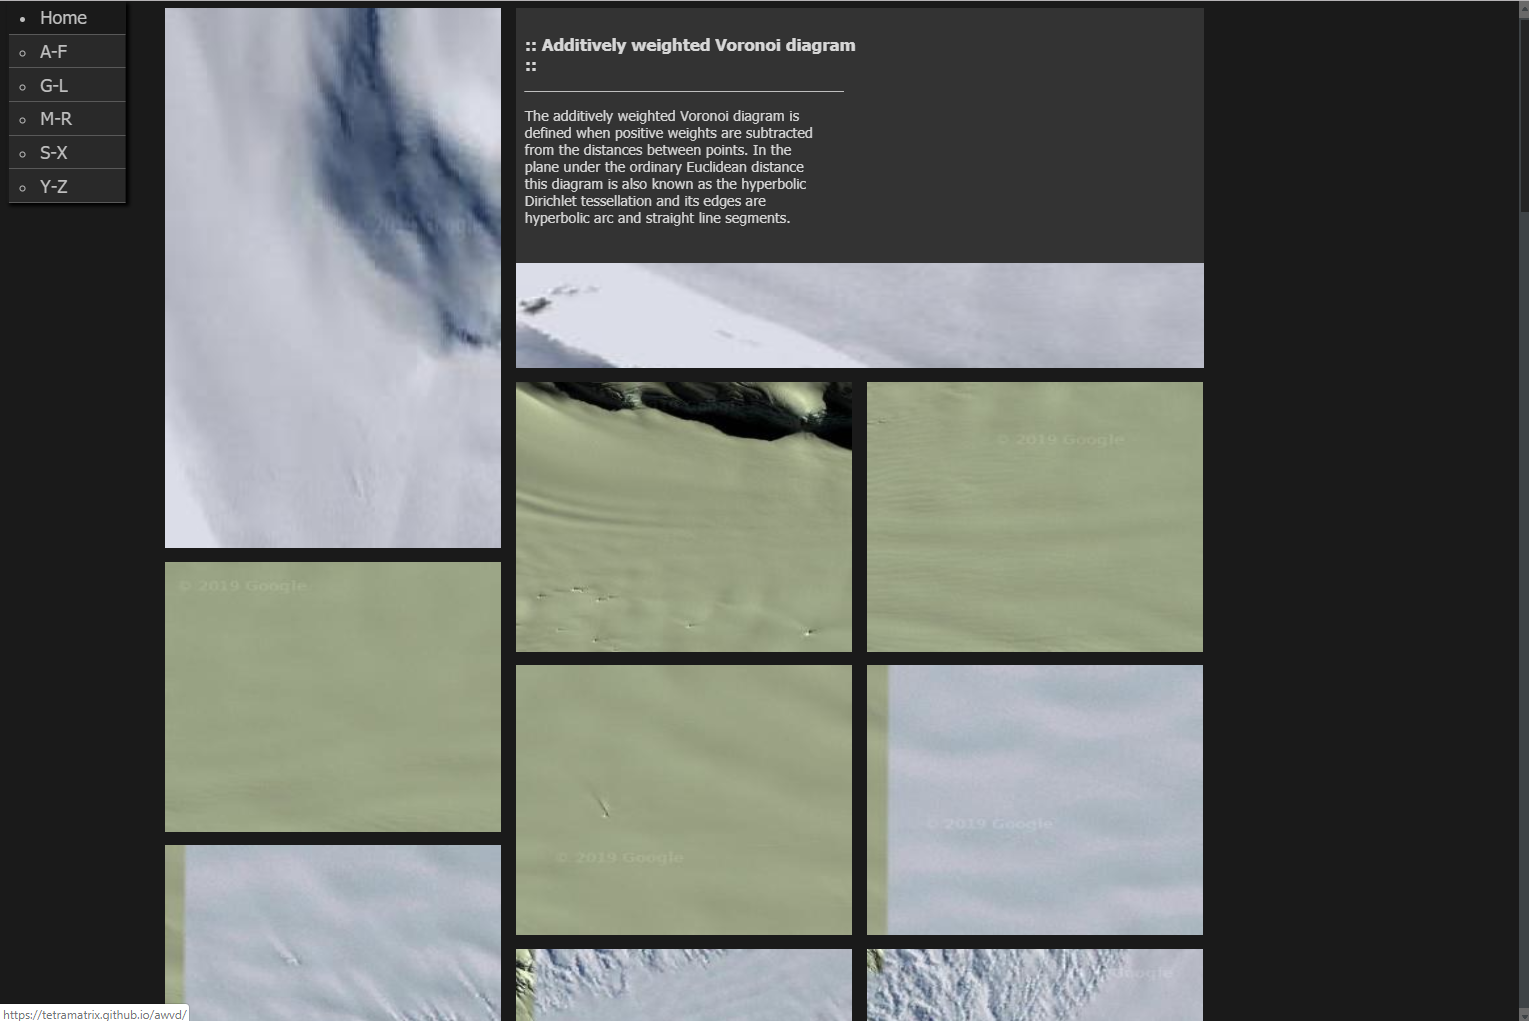 Home
A-F
G-L
M-R
S-X
Y-Z
:: Additively weighted Voronoi diagram
::
The additively weighted Voronoi diagram is
defined when positive weights are subtracted
from the distances between points. In the
plane under the ordinary Euclidean distance
this diagram is also known as the hyperbolic
Dirichlet tessellation and its edges are
hyperbolic arc and straight line segments.
2019 Google
© 2019 Google
© 2019 Google
© 2019 Google
© 2019 Google
Google
https://tetramatrix.github.io/awvd/